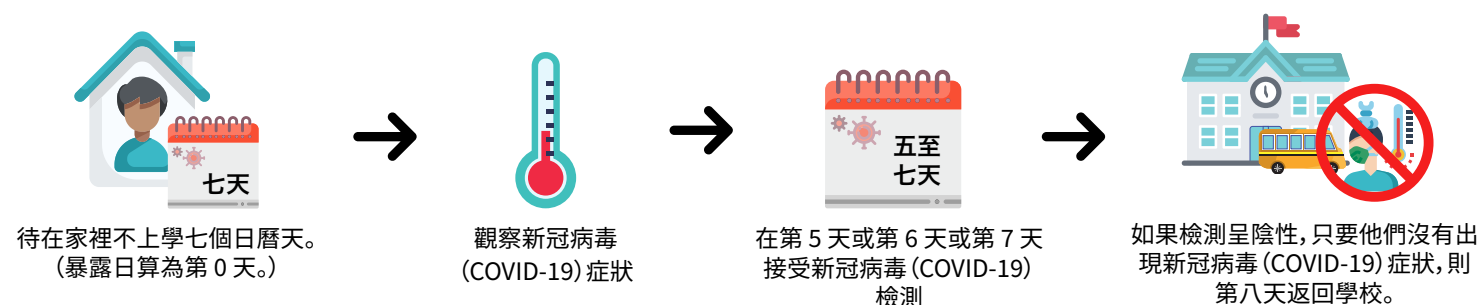 七天
待在家裡不上學七個日曆天。
（暴露日算為第 0 天。）
觀察新冠病毒
（COVID-19）症狀
五至
七天
在第 5 天或第 6 天或第 7 天
接受新冠病毒（COVID-19）
檢測
如果檢測呈陰性，只要他們沒有出
現新冠病毒（COVID-19）症狀，則
第八天返回學校。